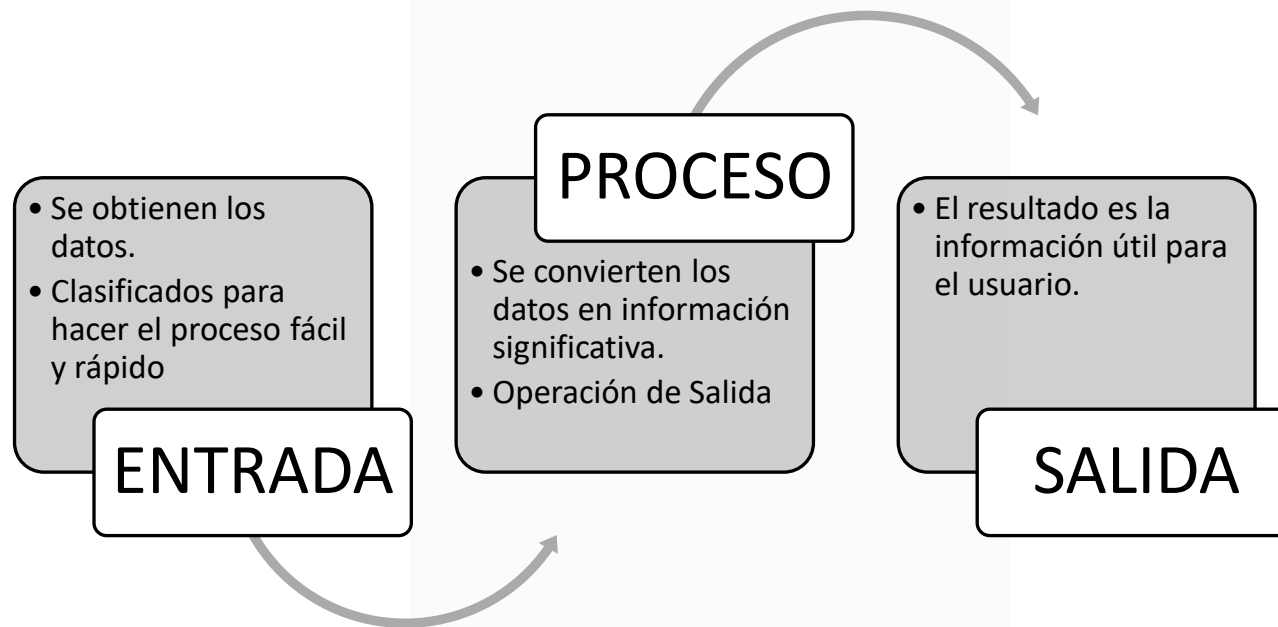 • Se obtienen los
datos.
• Clasificados para
hacer el proceso fácil
y rápido
ENTRADA
PROCESO
• Se convierten los
datos en información
significativa.
• Operación de Salida
• El resultado es la
información útil para
el usuario.
SALIDA